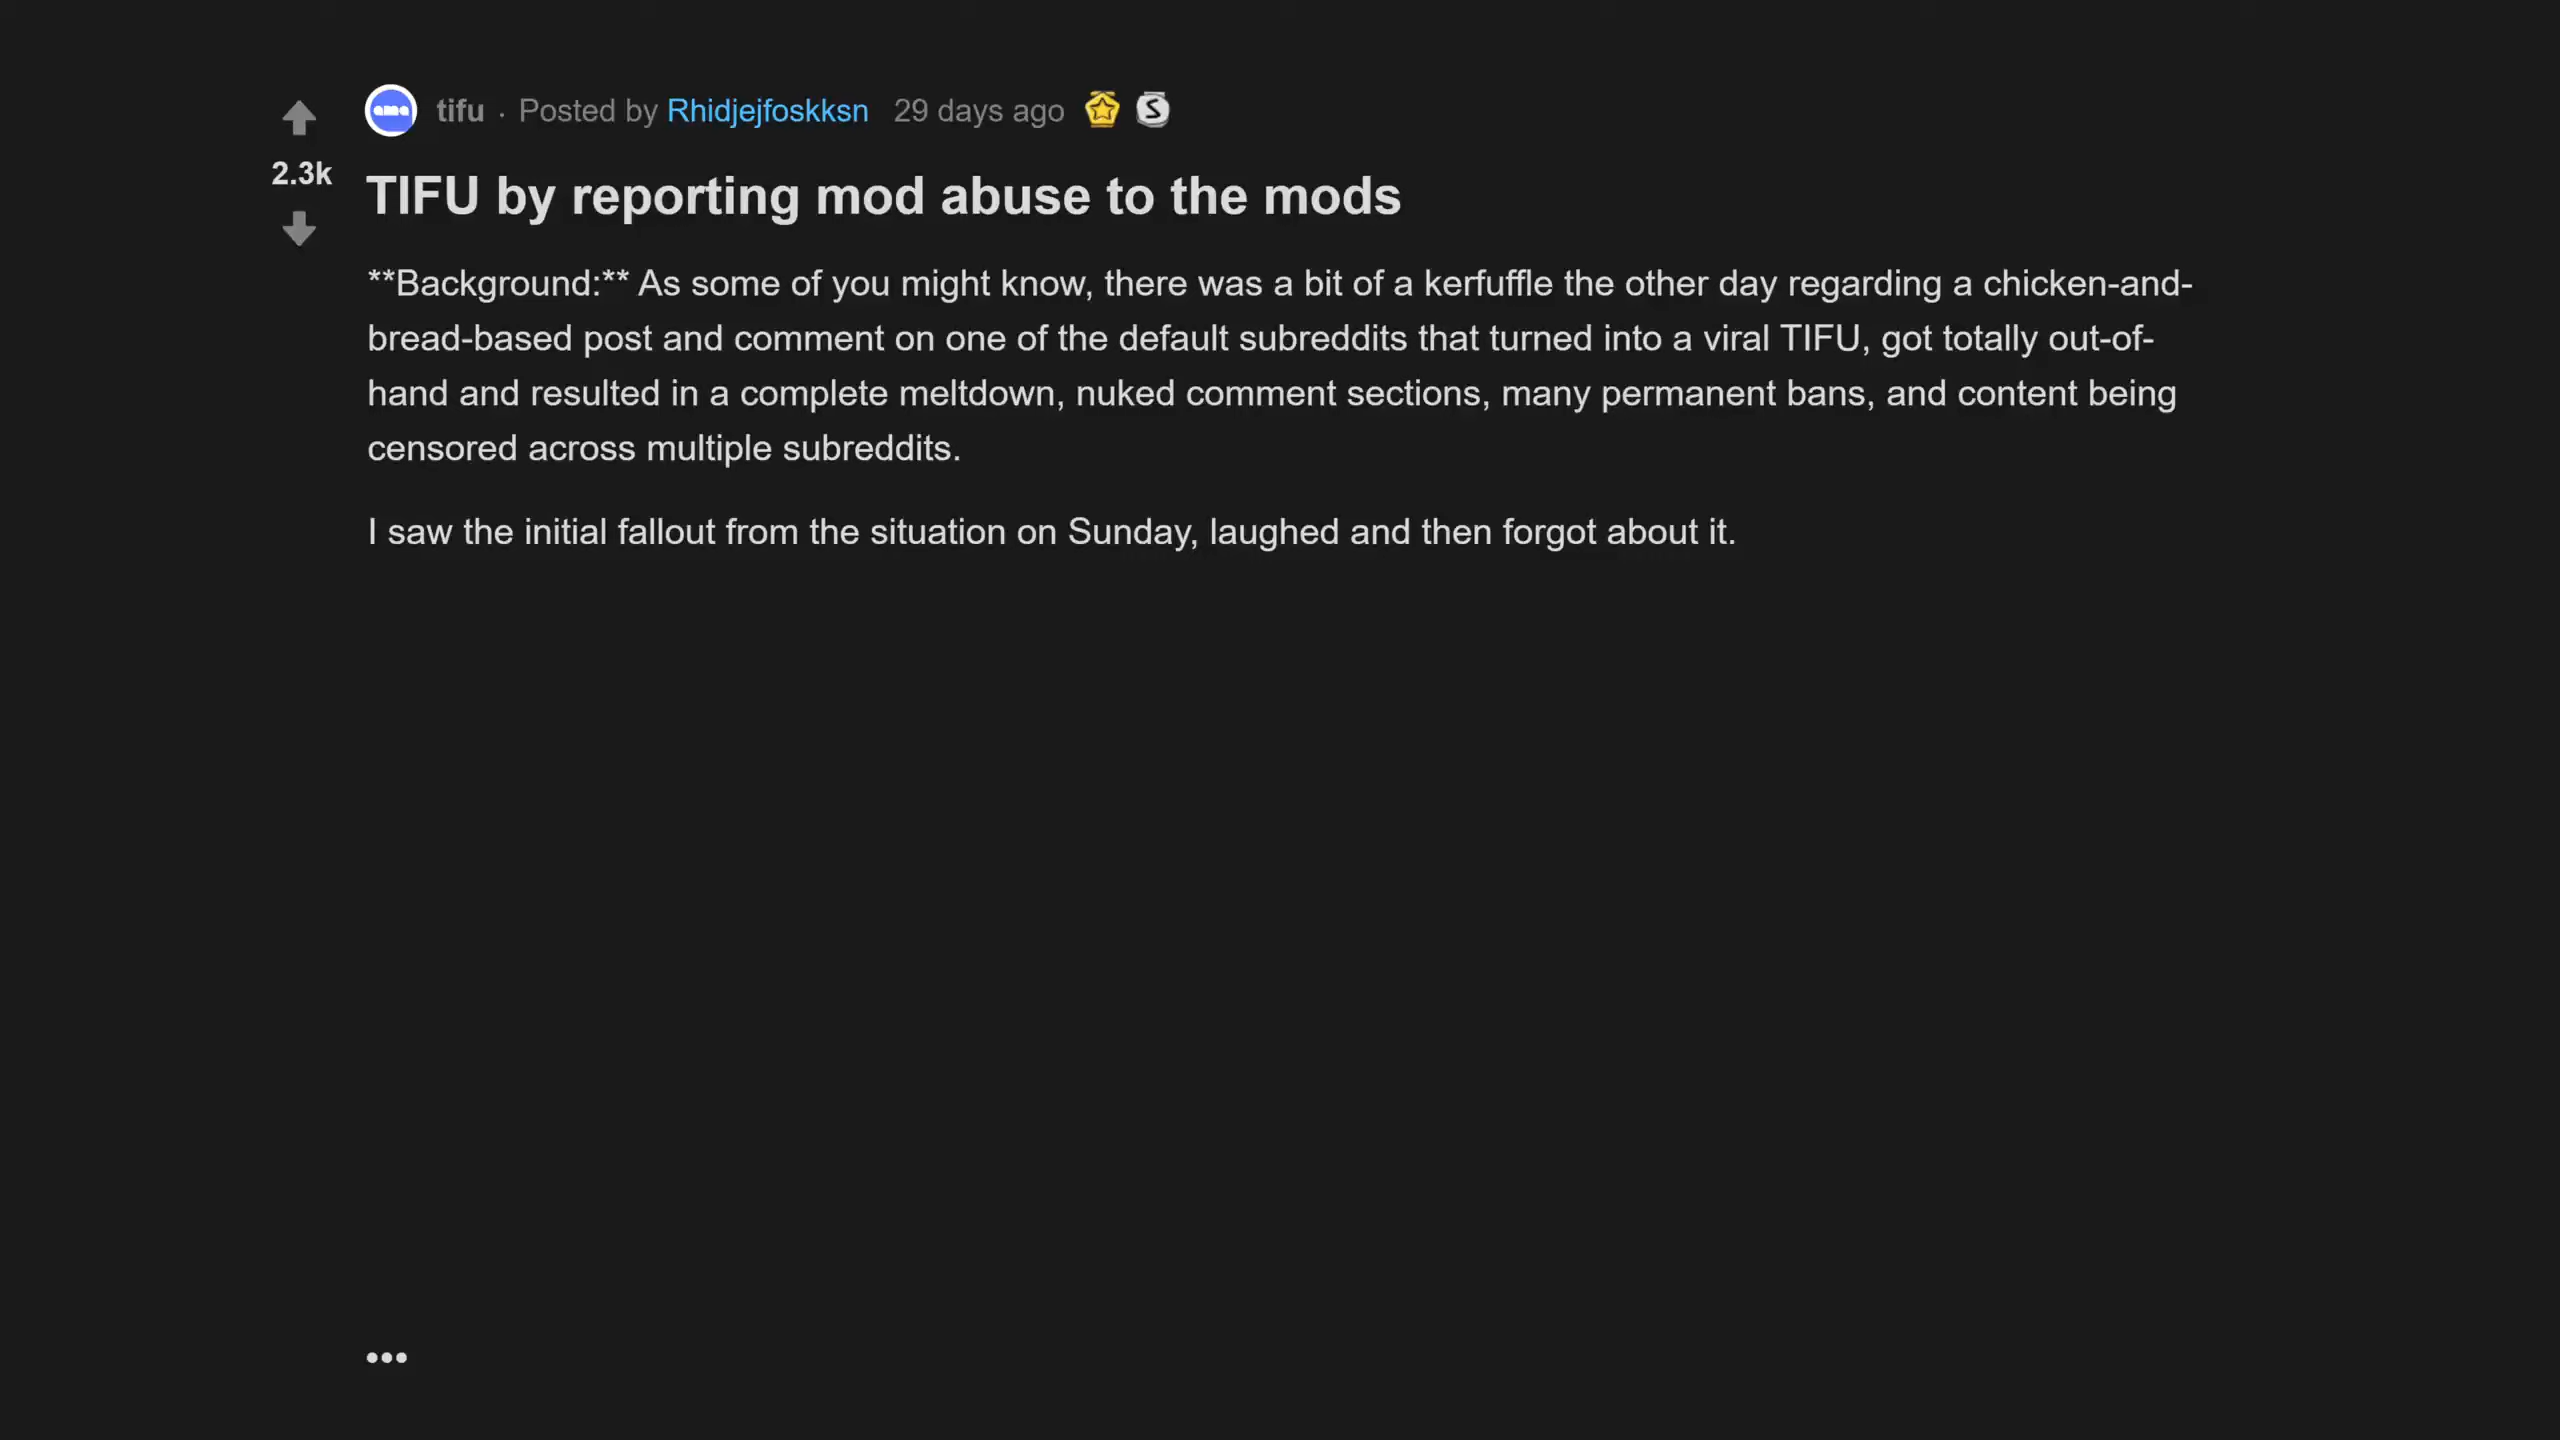 tifu · Posted by Rhidjejfoskksn 29 days ago
2.3k
TIFU by reporting mod abuse to the mods
**Background:** As some of you might know, there was a bit of a kerfuffle the other day regarding a chicken-and-
bread-based post and comment on one of the default subreddits that turned into a viral TIFU, got totally out-of-
hand and resulted in a complete meltdown, nuked comment sections, many permanent bans, and content being
censored across multiple subreddits.
I saw the initial fallout from the situation on Sunday, laughed and then forgot about it.